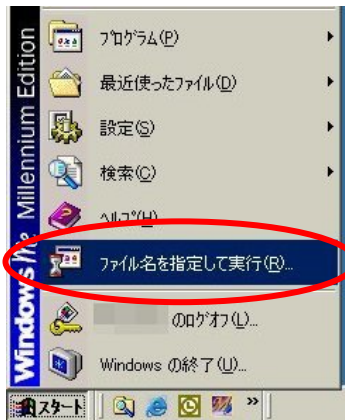 Windows Me Millennium Edition
プログラム(P)
最近使ったファイル(D)
設定(S)
検索(C)
ヘルプ(H)
ファイル名を指定して実行(R)...
のログオフ(L)...
Windows の終了(U)...
スタート